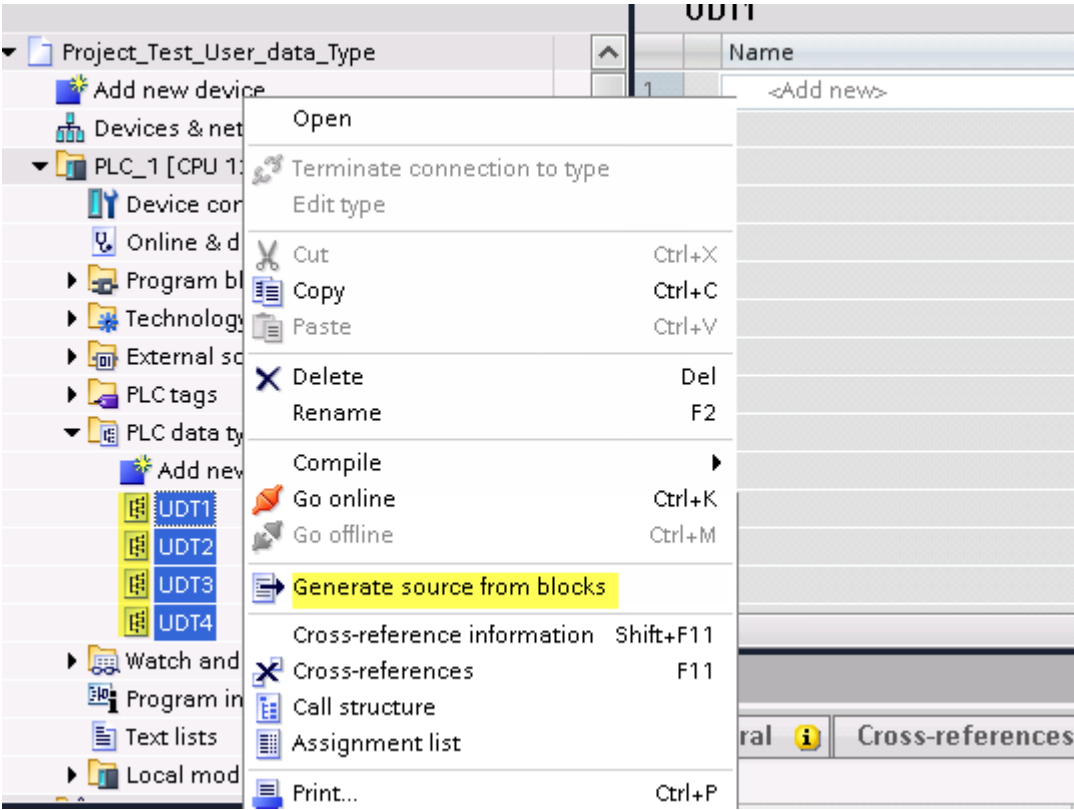 UDT1
Project_Test_User_data_Type
Name
Add new device
1
<Add new>
Devices & net
PLC_1 [CPU 1
Device cor
Online & d
Program bl
Technology
External so
PLC tags
PLC data ty
Add new
UDT1
UDT2
UDT3
UDT4
Watch and
Program in
Text lists
Local mod
Open
Terminate connection to type
Edit type
Cut Ctrl+X
Copy Ctrl+C
Paste Ctrl+V
Delete Del
Rename F2
Compile
Go online Ctrl+K
Go offline Ctrl+M
Generate source from blocks
Cross-reference information Shift+F11
Cross-references F11
Call structure
Assignment list
Print... Ctrl+P
ral
Cross-references